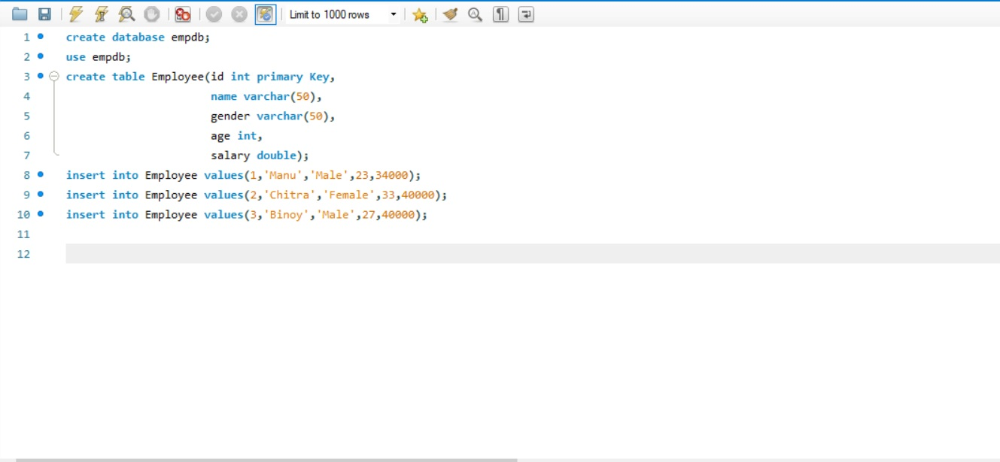 Limit to 1000 rows
1 create database empdb;
2 use empdb;
3 create table Employee(id int primary Key,
4 name varchar(50),
5 gender varchar(50),
6 age int,
7 salary double);
8 insert into Employee values(1,'Manu','Male',23,34000);
9 insert into Employee values(2,'Chitra','Female',33,40000);
10 insert into Employee values(3,'Binoy','Male',27,40000);
11
12